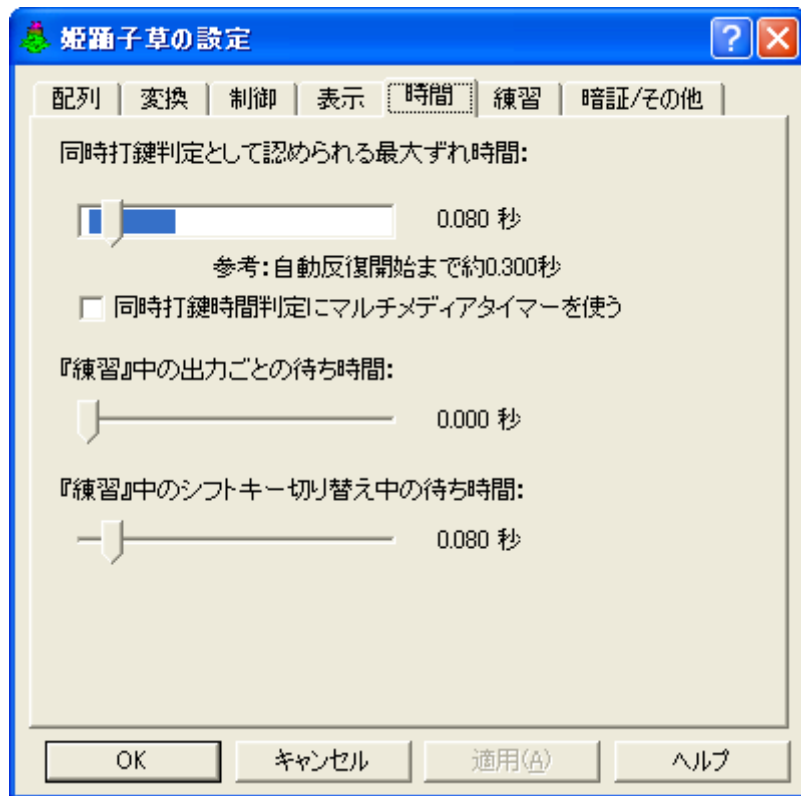 姫踊子草の設定
配列 変換 制御 表示 時間 練習 暗証/その他
同時打鍵判定として認められる最大ずれ時間:
0.080 秒
参考:自動反復開始まで約0.300秒
同時打鍵時間判定にマルチメディアタイマーを使う
『練習』中の出力ごとの待ち時間:
0.000 秒
『練習』中のシフトキー切り替え中の待ち時間:
0.080 秒
OK キャンセル 適用(A) ヘルプ